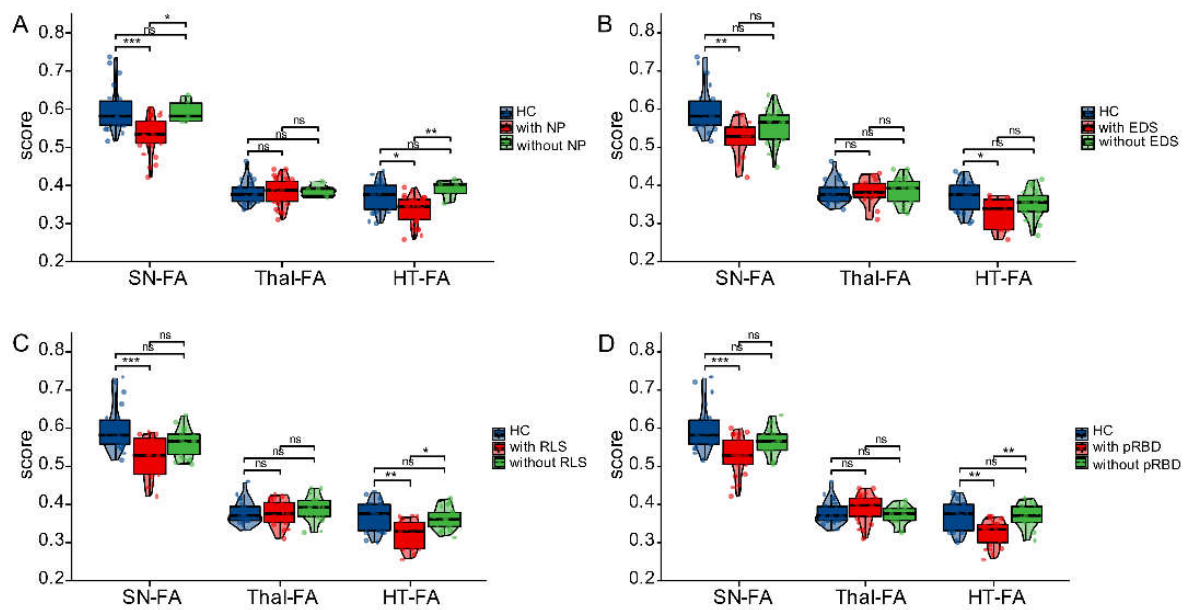 A
score
0.8
0.7
0.6
0.5
0.4
0.3
0.2
*
ns
***
ns
ns
ns
**
ns
*
SN-FA
Thal-FA
HT-FA
HC
with NP
without NP
B
score
0.8
0.7
0.6
0.5
0.4
0.3
0.2
ns
ns
**
ns
ns
ns
ns
ns
*
SN-FA
Thal-FA
HT-FA
HC
with EDS
without EDS
C
score
0.8
0.7
0.6
0.5
0.4
0.3
0.2
ns
ns
***
ns
ns
ns
*
ns
**
SN-FA
Thal-FA
HT-FA
HC
with RLS
without RLS
D
score
0.8
0.7
0.6
0.5
0.4
0.3
0.2
ns
ns
***
ns
ns
ns
**
ns
**
SN-FA
Thal-FA
HT-FA
HC
with pRBD
without pRBD